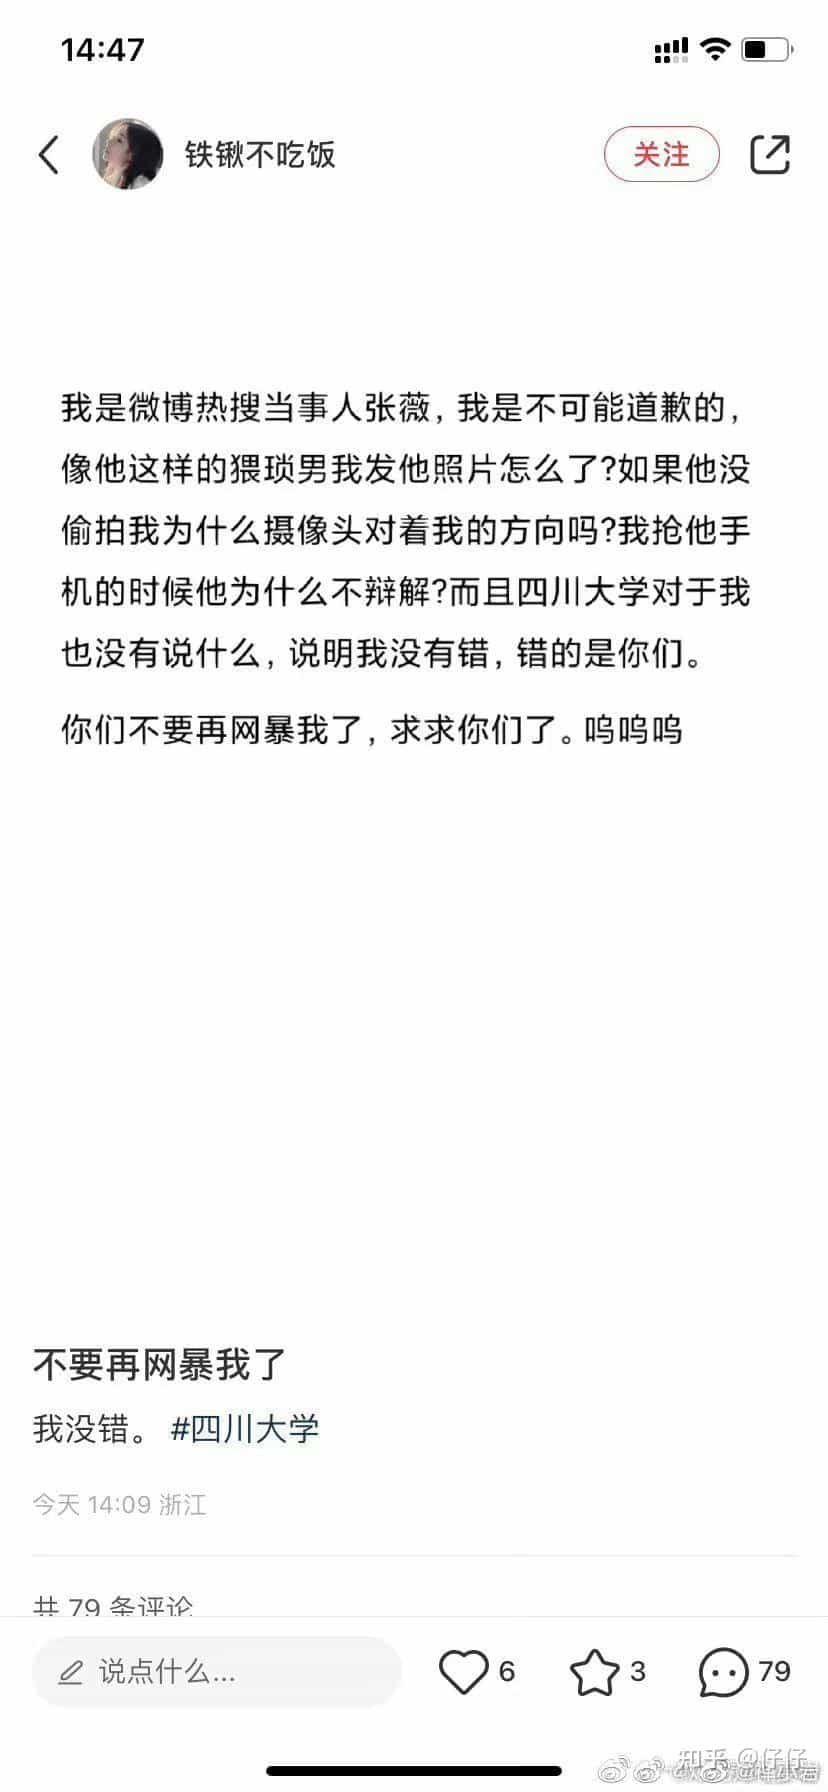 14:47
铁锹不吃饭
关注
我是微博热搜当事人张薇，我是不可能道歉的，
像他这样的猥琐男我发他照片怎么了?如果他没
偷拍我为什么摄像头对着我的方向吗?我抢他手
机的时候他为什么不辩解?而且四川大学对于我
也没有说什么，说明我没有错，错的是你们。
你们不要再网暴我了，求求你们了。呜呜呜
不要再网暴我了
我没错。 #四川大学
今天 14:09 浙江
共 79 条评论
说点什么...
6
3
79
知乎 @仔仔